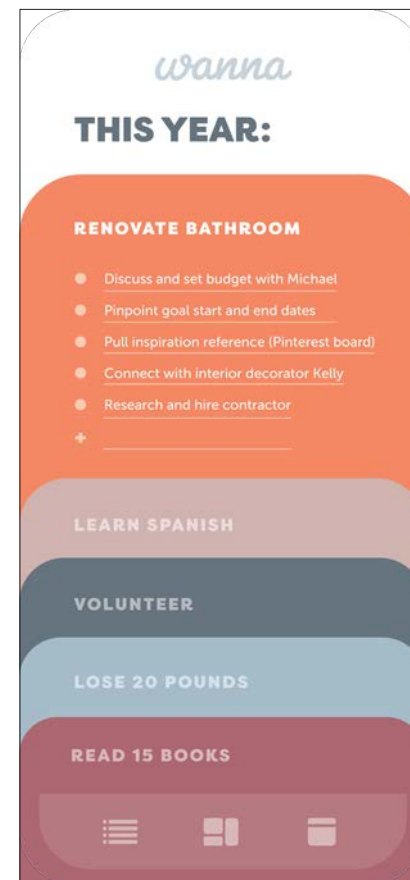 wanna
THIS YEAR:
RENOVATE BATHROOM
Discuss and set budget with Michael
Pinpoint goal start and end dates
Pull inspiration reference (Pinterest board)
Connect with interior decorator Kelly
Research and hire contractor
+
LEARN SPANISH
VOLUNTEER
LOSE 20 POUNDS
READ 15 BOOKS